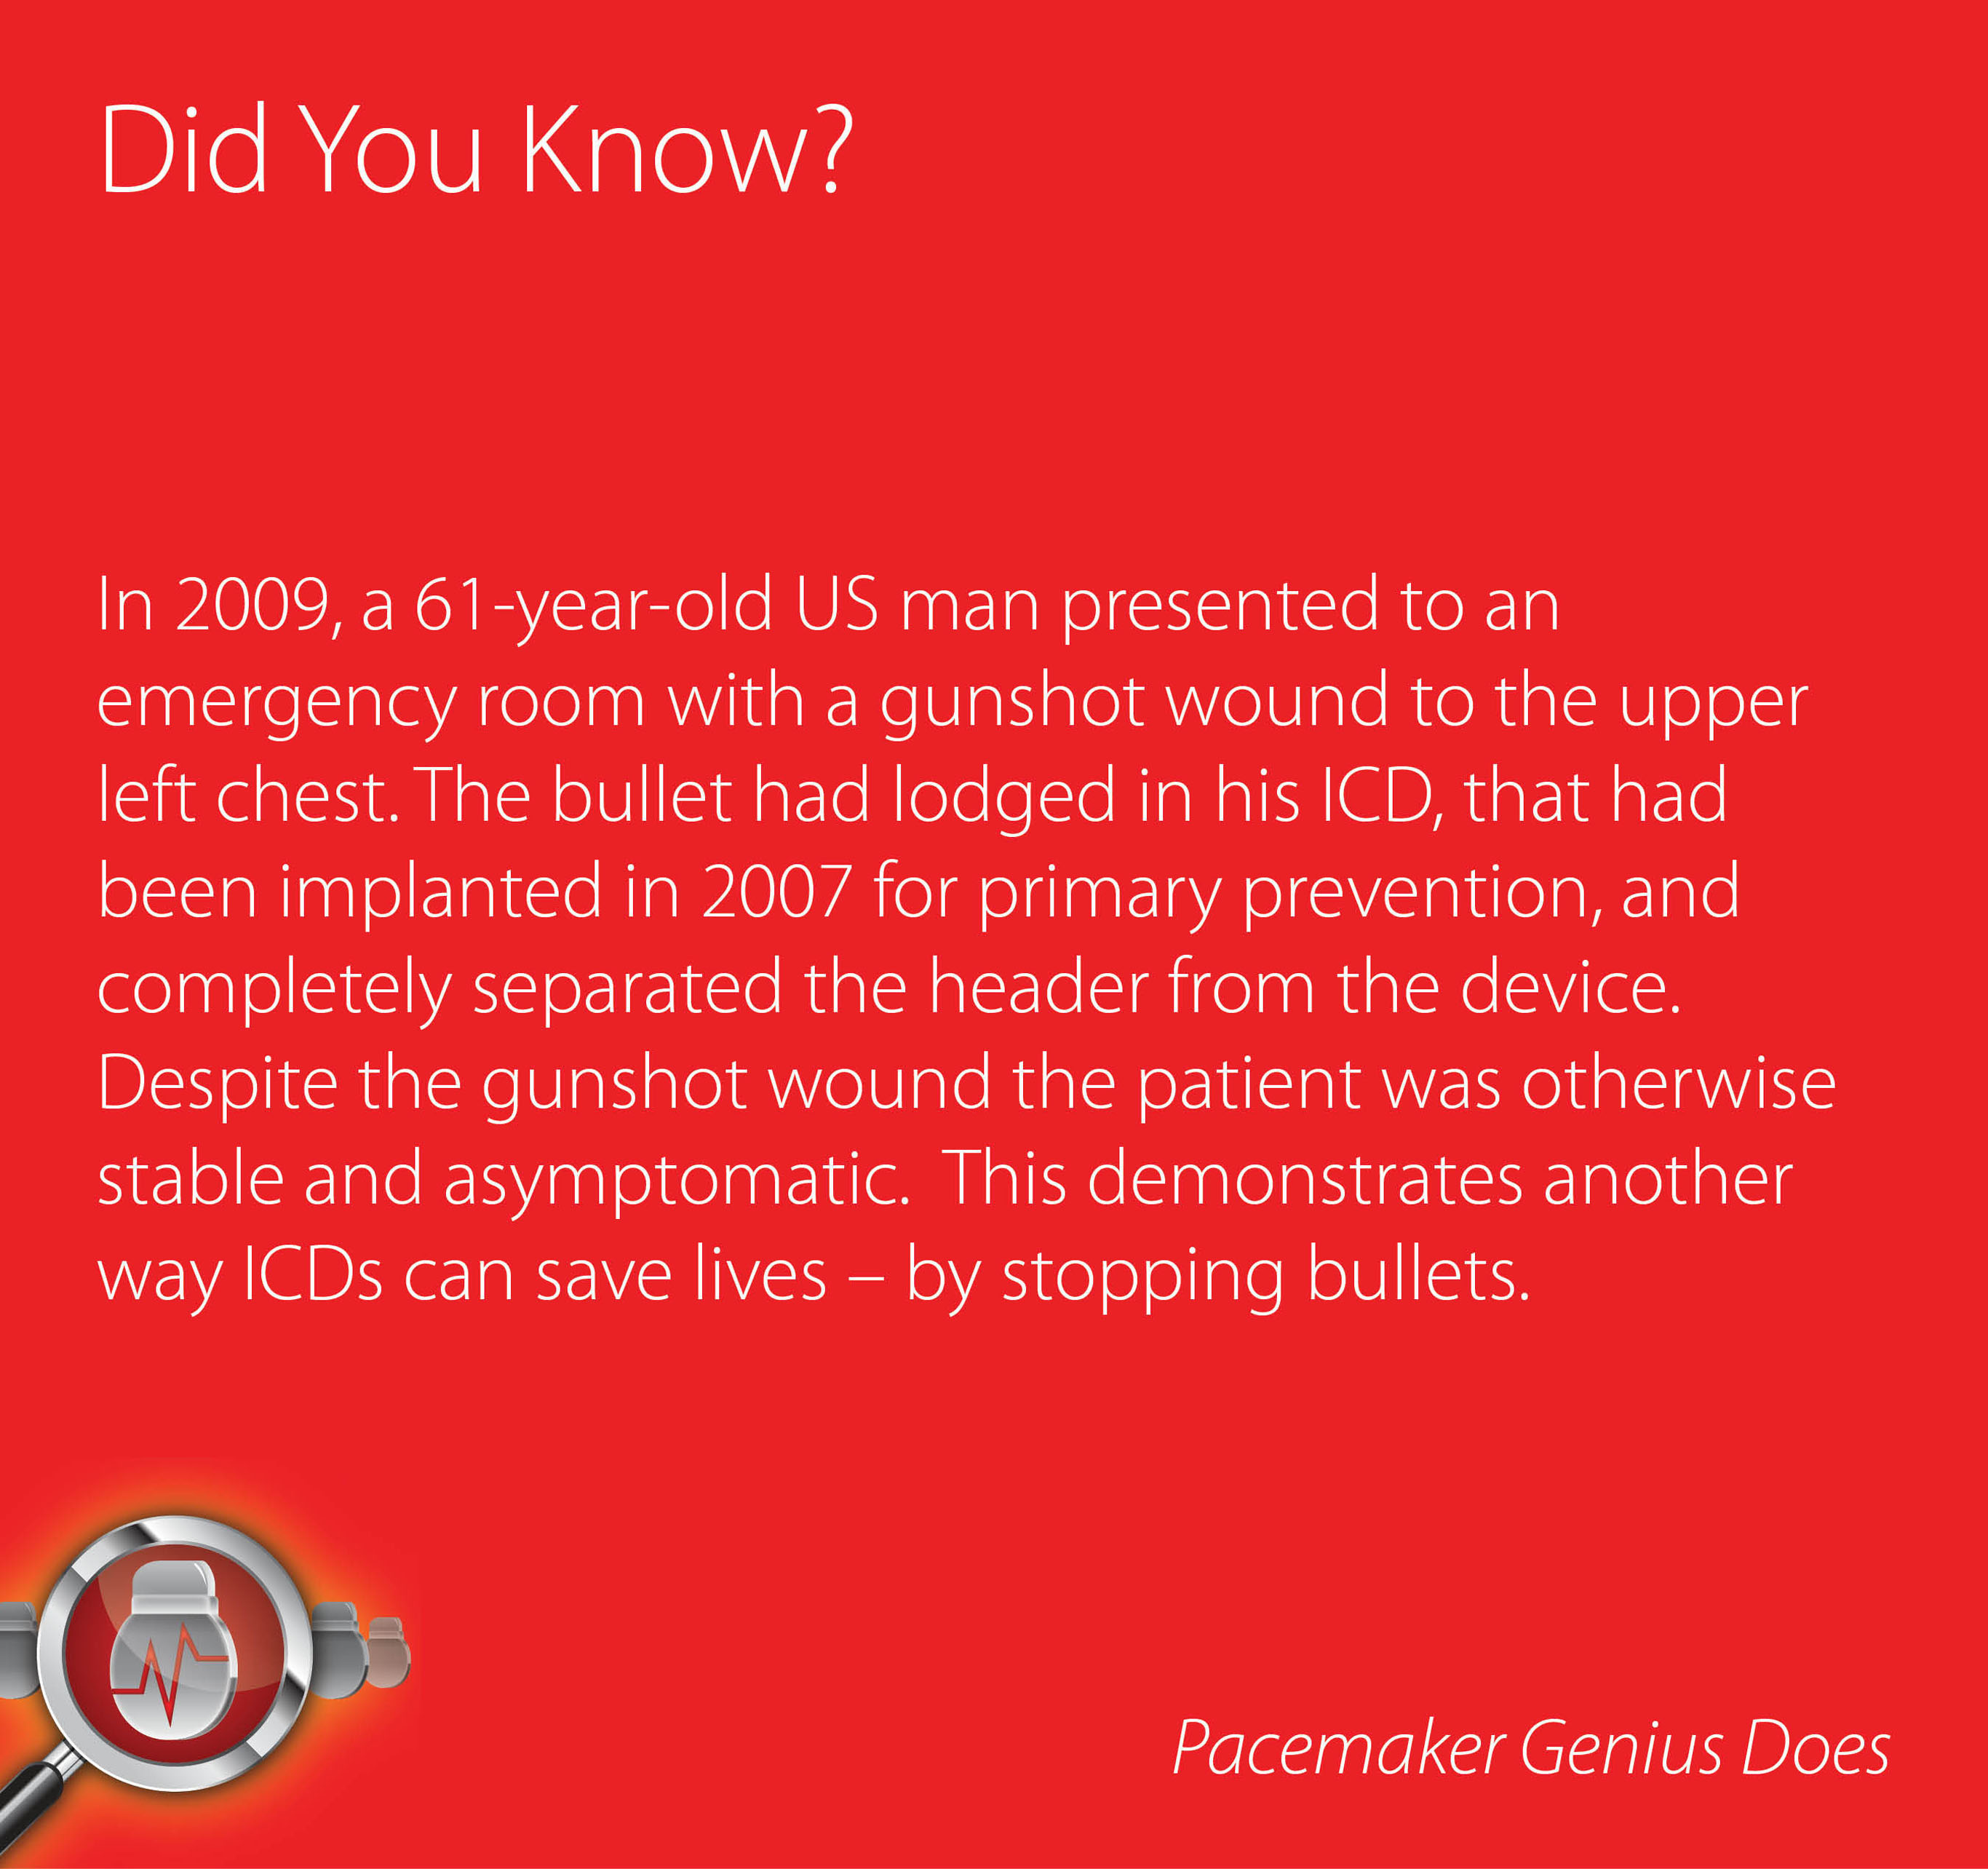 Did You Know?
In 2009, a 61-year-old US man presented to an
emergency room with a gunshot wound to the upper
left chest. The bullet had lodged in his ICD, that had
been implanted in 2007 for primary prevention, and
completely separated the header from the device.
Despite the gunshot wound the patient was otherwise
stable and asymptomatic.  This demonstrates another
way ICDs can save lives – by stopping bullets.
Pacemaker Genius Does